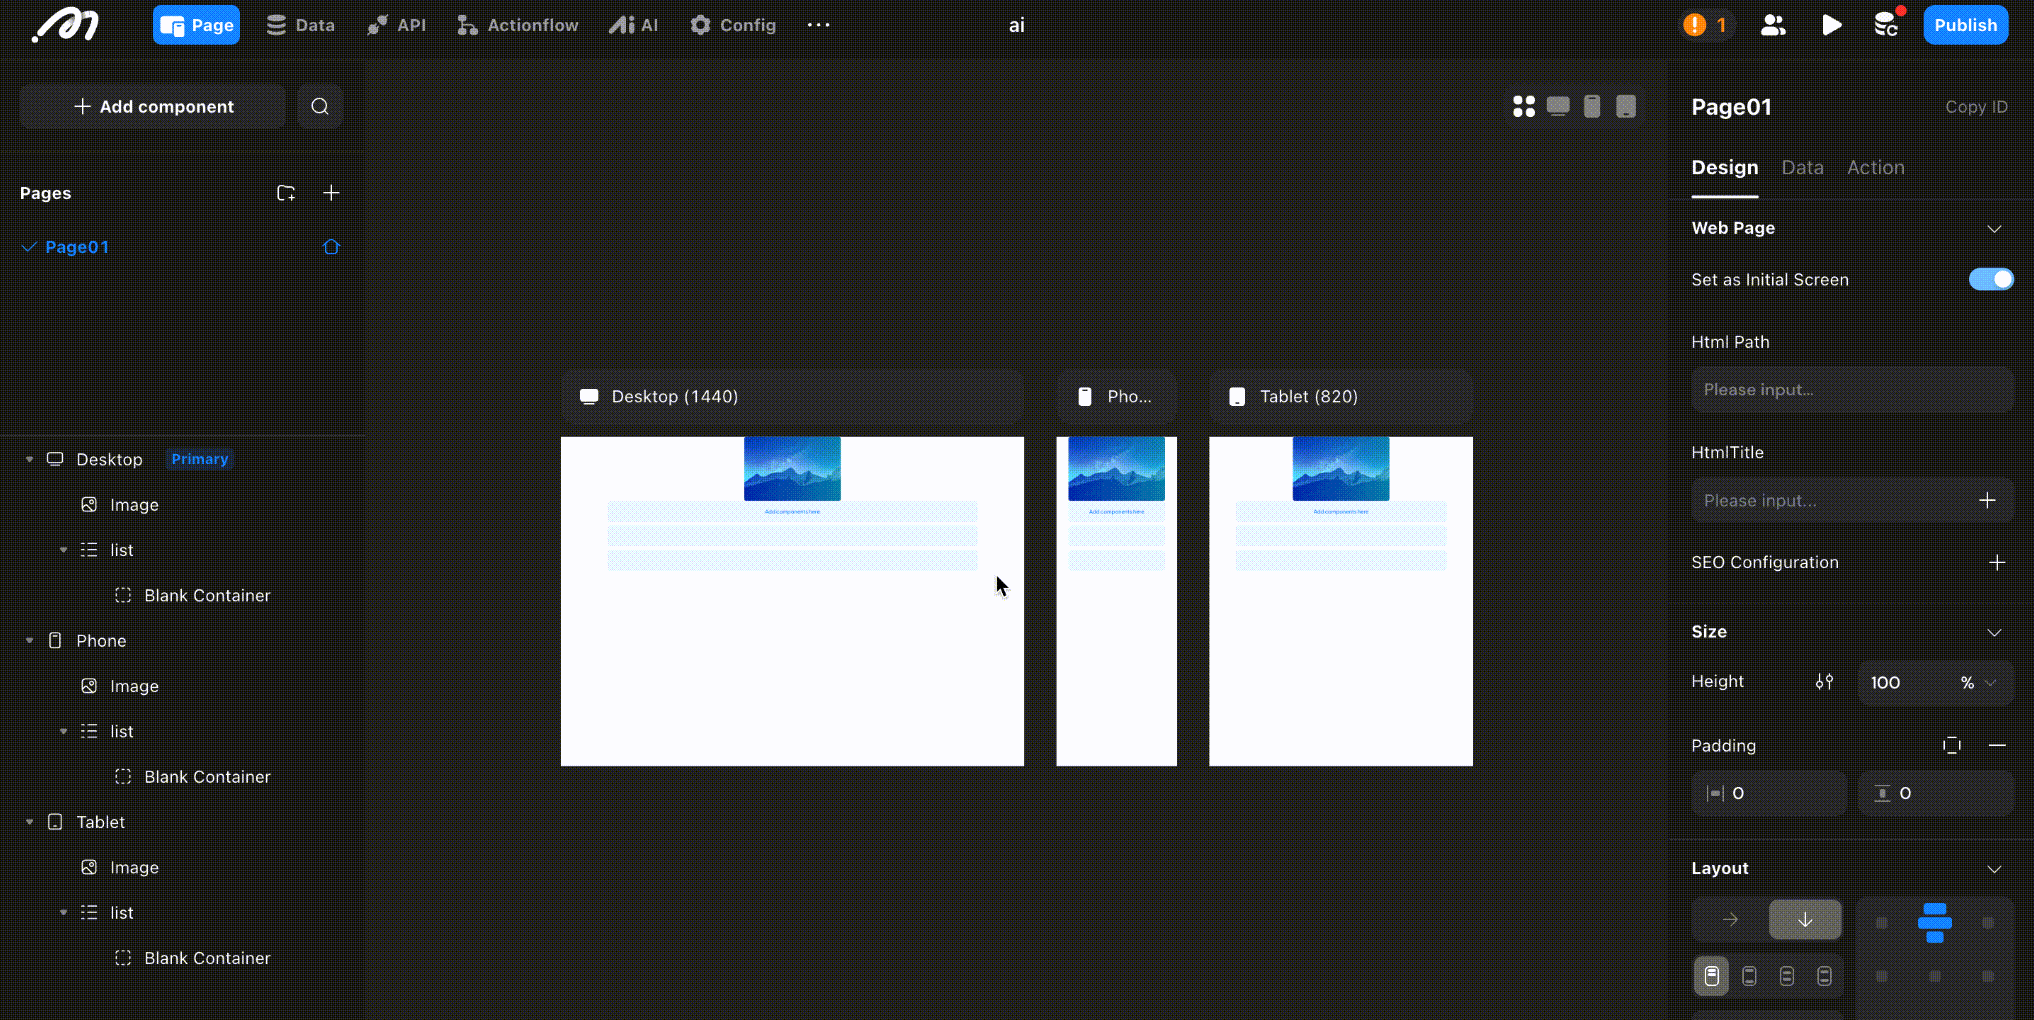 Page
Data
API
Actionflow
AI
Config
ai
1
Publish
Add component
Pages
Page01
Desktop Primary
Image
list
Blank Container
Phone
Image
list
Blank Container
Tablet
Image
list
Blank Container
Desktop (1440)
Pho...
Tablet (820)
Add components here
Add components here
Add components here
Page01
Copy ID
Design
Data
Action
Web Page
Set as Initial Screen
Html Path
Please input...
HtmlTitle
Please input...
SEO Configuration
Size
Height
100 %
Padding
0
0
Layout